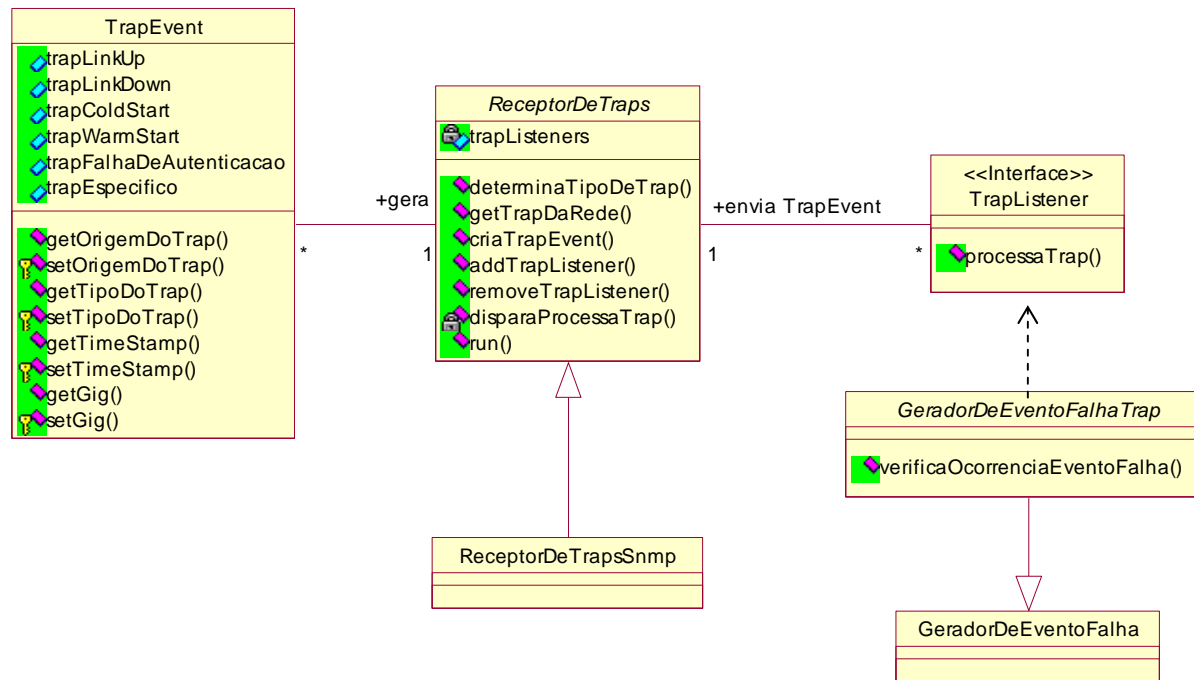 TrapEvent
trapLinkUp
trapLinkDown
trapColdStart
trapWarmStart
trapFalhaDeAutenticacao
trapEspecifico
getOrigemDoTrap()
setOrigemDoTrap()
getTipoDoTrap()
setTipoDoTrap()
getTimeStamp()
setTimeStamp()
getGig()
setGig()
+gera
*
1
ReceptorDeTraps
trapListeners
determinaTipoDeTrap()
getTrapDaRede()
criaTrapEvent()
addTrapListener()
removeTrapListener()
disparaProcessaTrap()
run()
+envia TrapEvent
1
*
<<Interface>>
TrapListener
processaTrap()
GeradorDeEventoFalhaTrap
verificaOcorrenciaEventoFalha()
ReceptorDeTrapsSnmp
GeradorDeEventoFalha